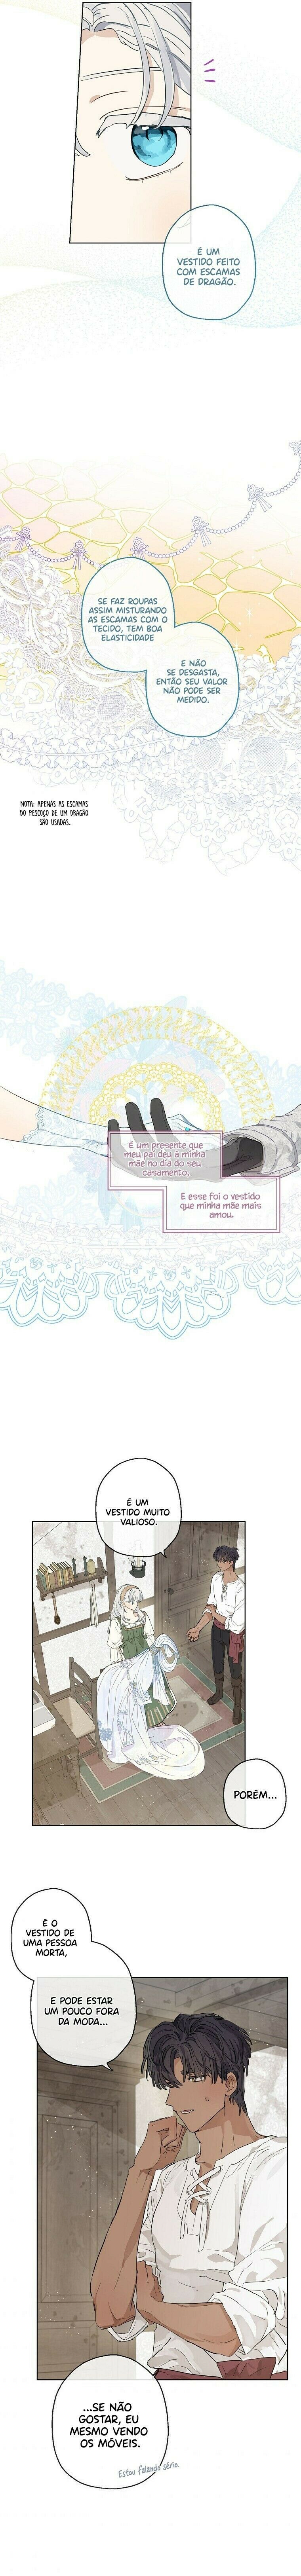 É UM
VESTIDO FEITO
COM ESCAMAS
DE DRAGÃO.
SE FAZ ROUPAS
ASSIM MISTURANDO
AS ESCAMAS COM O
TECIDO, TEM BOA
ELASTICIDADE
E NÃO
SE DESGASTA,
ENTÃO SEU VALOR
NÃO PODE SER
MEDIDO.
NOTA: APENAS AS ESCAMAS
DO PESCOÇO DE UM DRAGÃO
SÃO USADAS.
É um presente que
meu pai deu à minha
mãe no dia do seu
casamento.
E esse foi o vestido
que minha mãe mais
amou.
É UM
VESTIDO MUITO
VALIOSO.
PORÉM...
É O
VESTIDO DE
UMA PESSOA
MORTA,
E PODE ESTAR
UM POUCO FORA
DA MODA...
...SE NÃO
GOSTAR, EU
MESMO VENDO
OS MÓVEIS.
Estou falando sério.